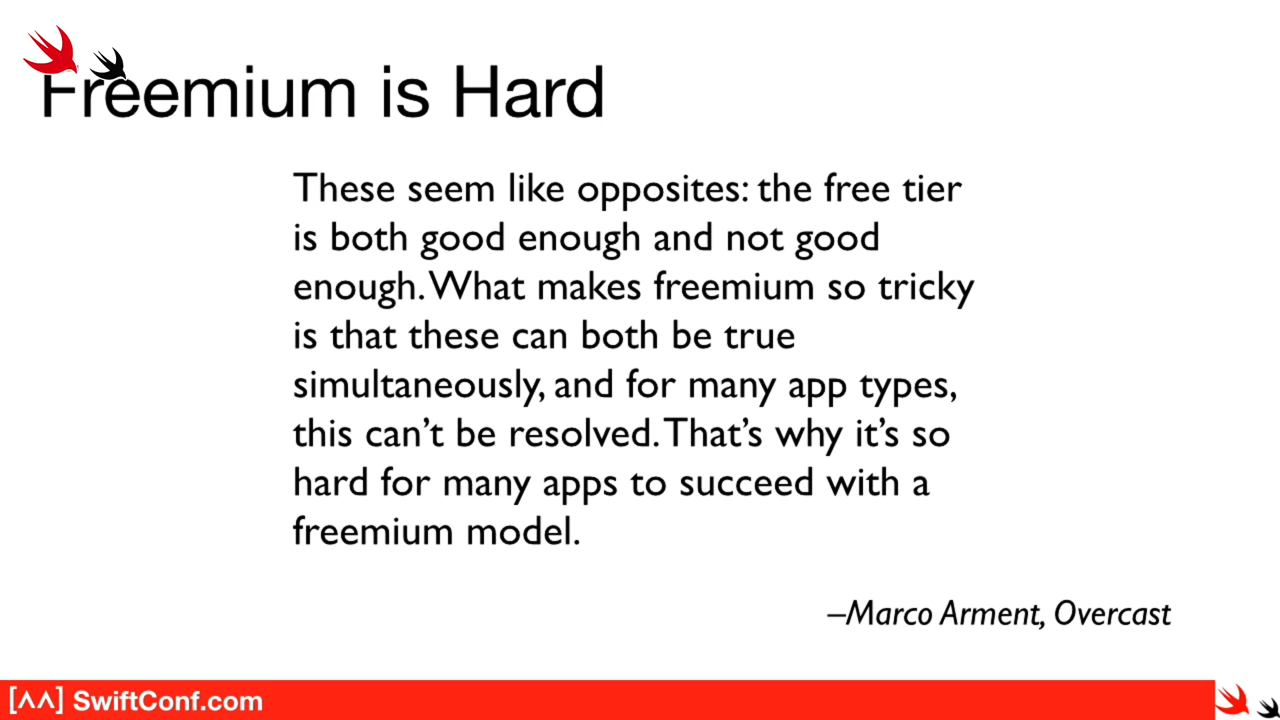 Freemium is Hard
These seem like opposites: the free tier
is both good enough and not good
enough. What makes freemium so tricky
is that these can both be true
simultaneously, and for many app types,
this can’t be resolved. That’s why it’s so
hard for many apps to succeed with a
freemium model.
–Marco Arment, Overcast
[^^] SwiftConf.com